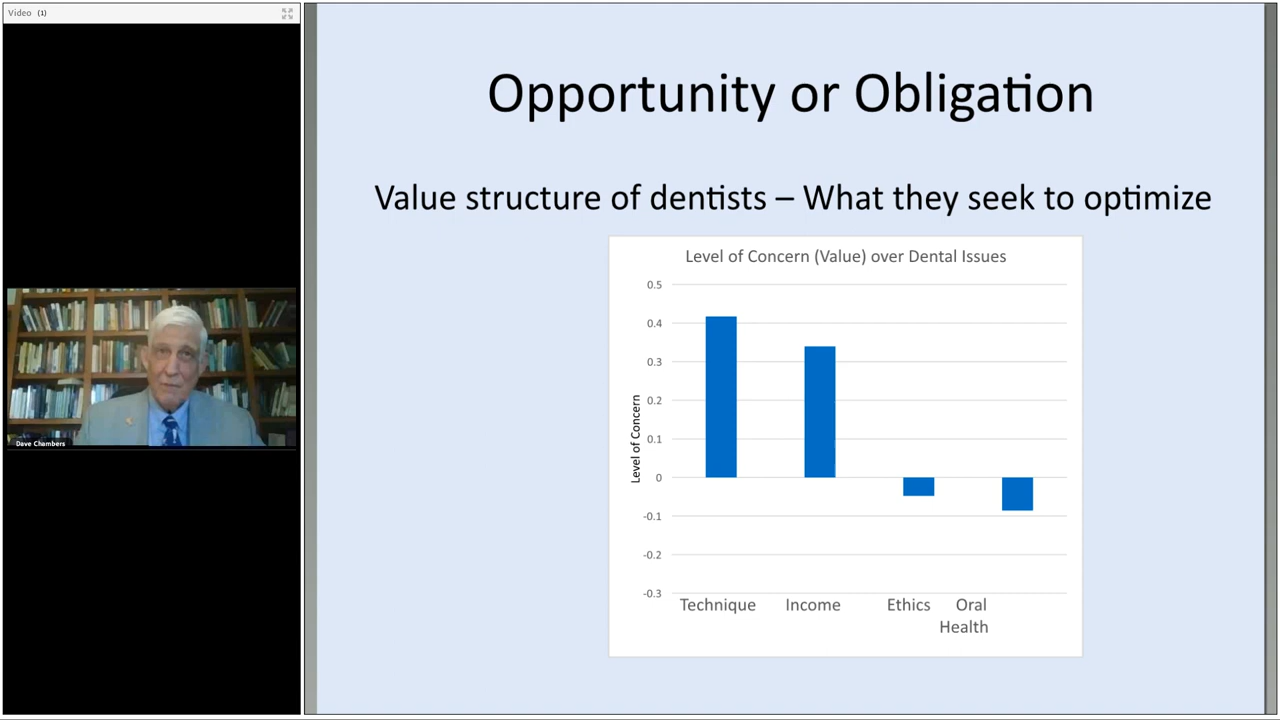 Video (1)
Dave Chambers
Opportunity or Obligation
Value structure of dentists – What they seek to optimize
Level of Concern (Value) over Dental Issues
Level of Concern
0.5
0.4
0.3
0.2
0.1
0
-0.1
-0.2
-0.3
Technique Income Ethics Oral
Health